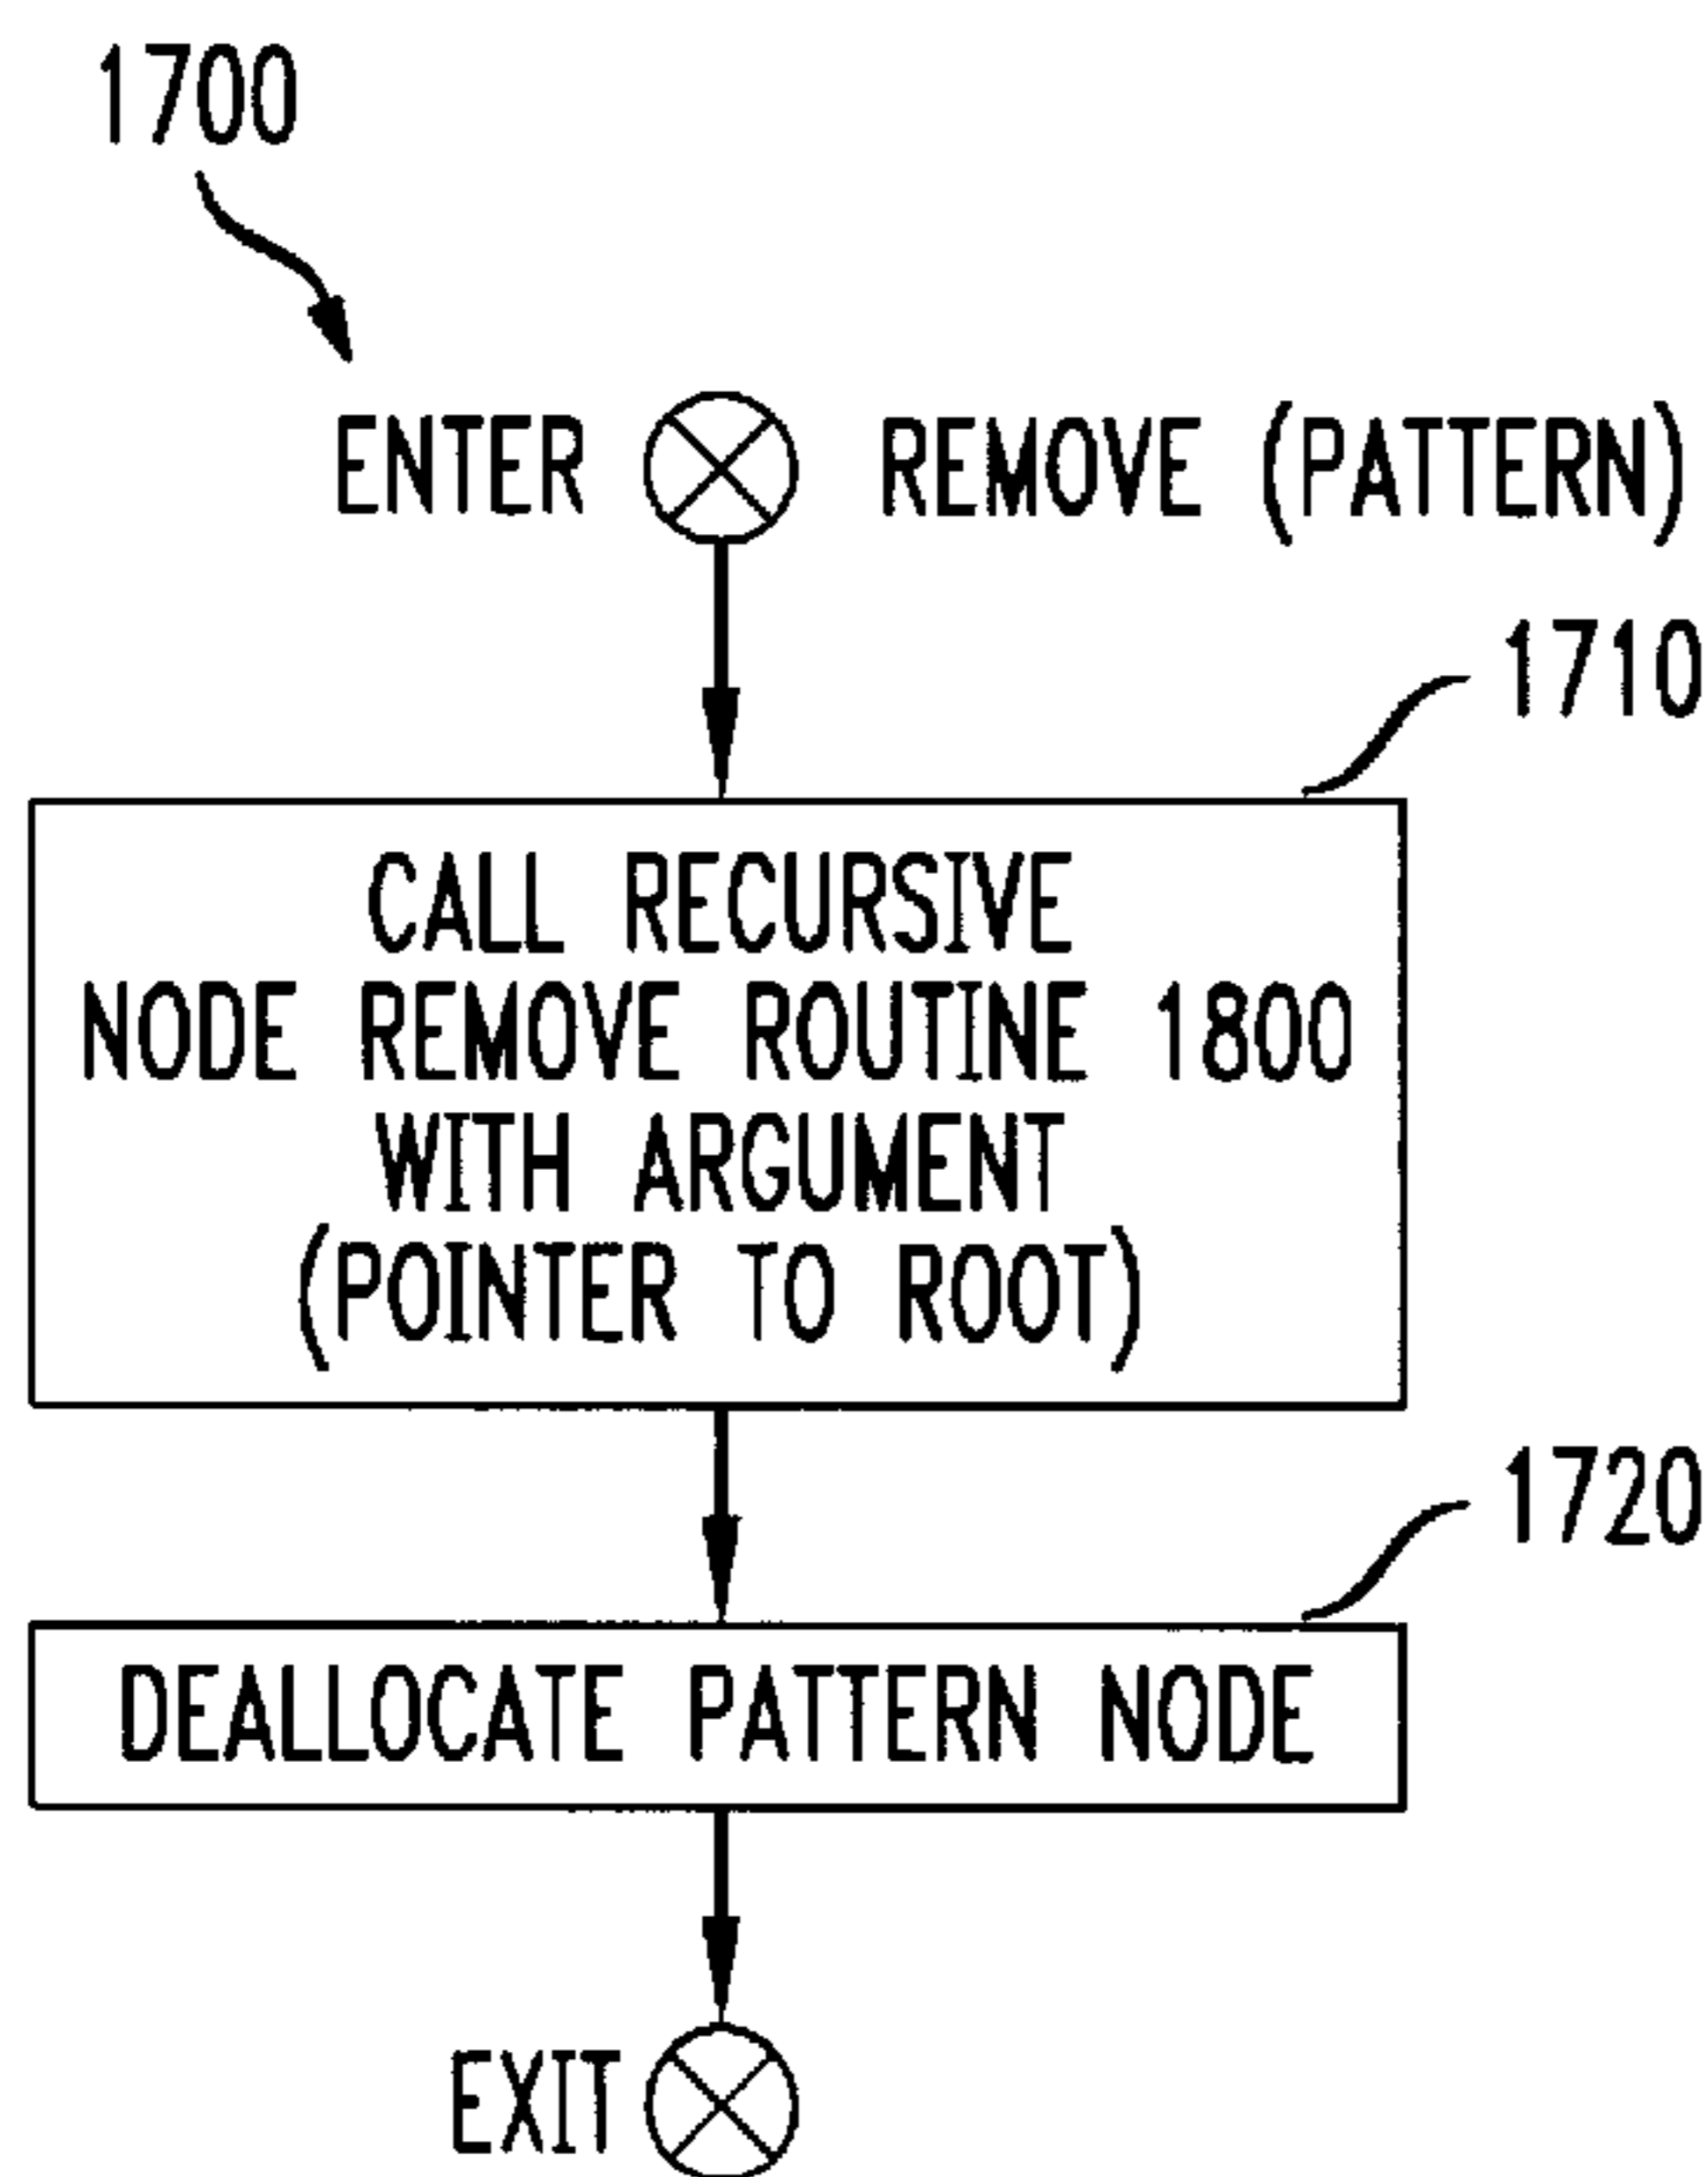 1700
ENTER
REMOVE (PATTERN)
1710
CALL RECURSIVE
NODE REMOVE ROUTINE 1800
WITH ARGUMENT
(POINTER TO ROOT)
1720
DEALLOCATE PATTERN NODE
EXIT